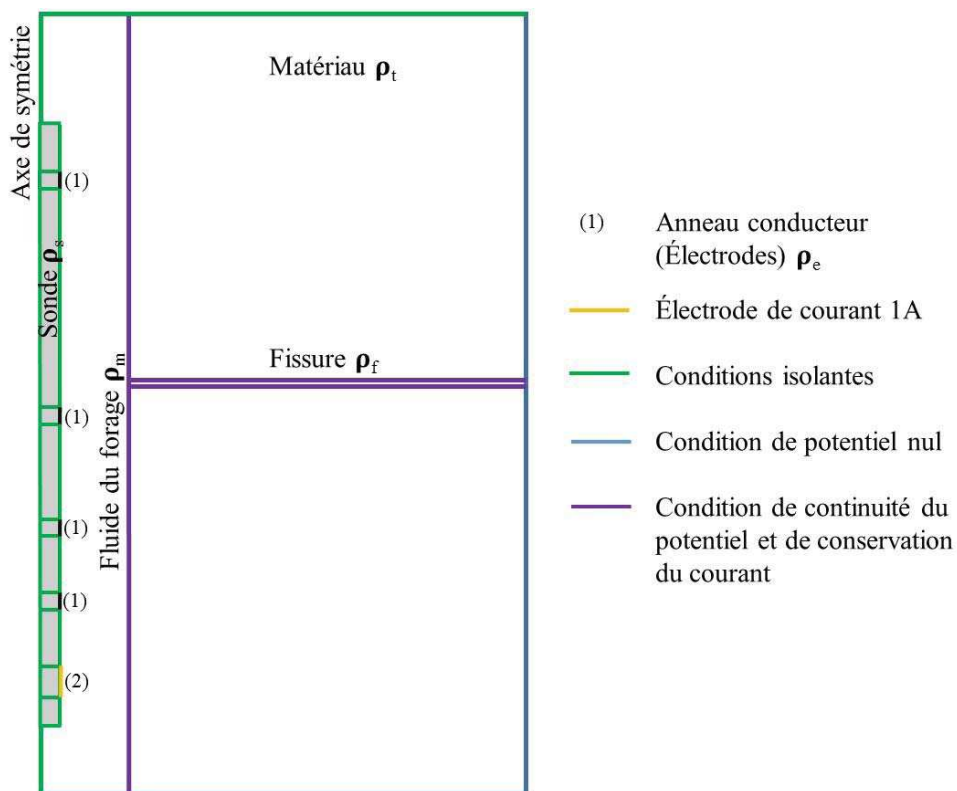 Axe de symétrie
Matériau ρt
(1)
Sonde ρs
Fissure ρf
Fluide du forage ρm
(1)
(1)
(1)
(2)
(1) Anneau conducteur
(Électrodes) ρe
Électrode de courant 1A
Conditions isolantes
Condition de potentiel nul
Condition de continuité du
potentiel et de conservation
du courant